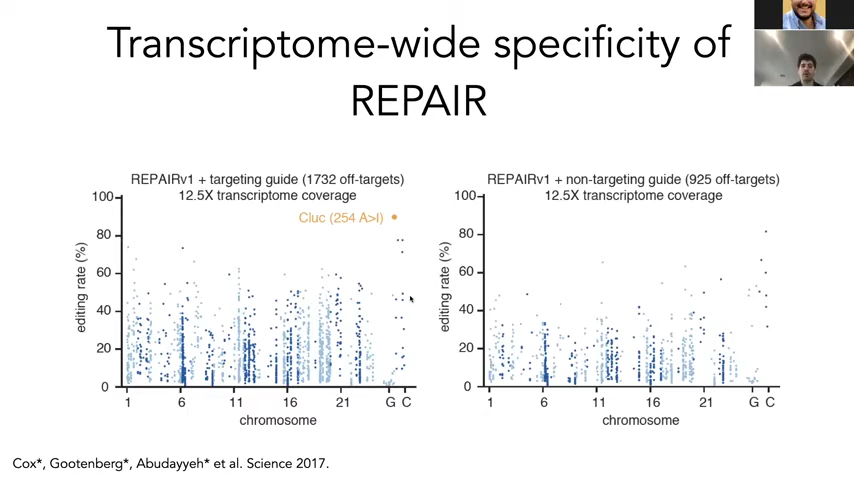 Transcriptome-wide specificity of
REPAIR
REPAIRv1 + targeting guide (1732 off-targets)
12.5X transcriptome coverage
Cluc (254 A>I)
editing rate (%)
100
80
60
40
20
0
1 6 11 16 21 G C
chromosome
REPAIRv1 + non-targeting guide (925 off-targets)
12.5X transcriptome coverage
editing rate (%)
100
80
60
40
20
0
1 6 11 16 21 G C
chromosome
Cox*, Gootenberg*, Abudayyeh* et al. Science 2017.